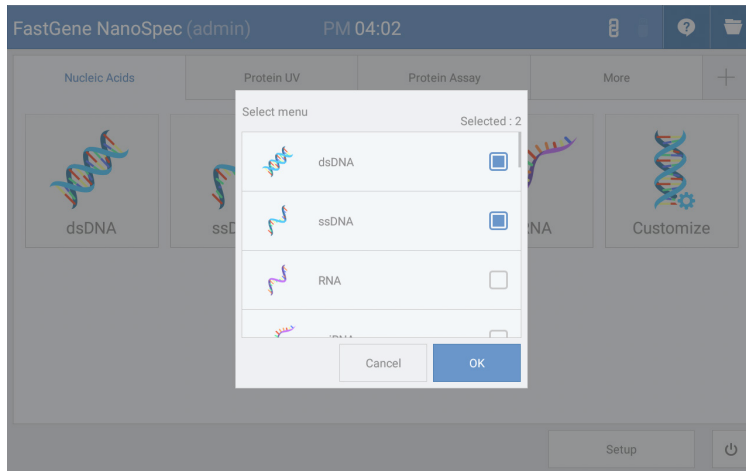 FastGene NanoSpec (admin) PM 04:02
Nucleic Acids Protein UV Protein Assay More
Select menu
Selected : 2
dsDNA
ssDNA
RNA
dsDNA
Customize
Cancel OK
Setup